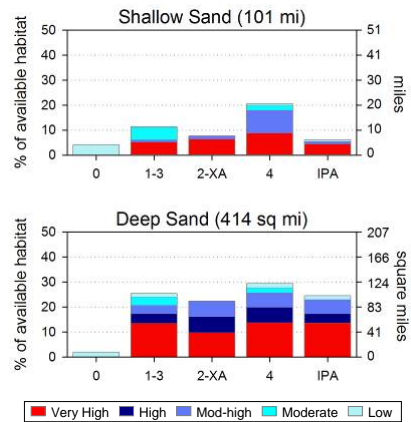 Shallow Sand (101 mi)
% of available habitat
50
40
30
20
10
0
51
40
30
20
10
0
miles
0 1-3 2-XA 4 IPA
Deep Sand (414 sq mi)
% of available habitat
50
40
30
20
10
0
207
166
124
83
41
0
square miles
0 1-3 2-XA 4 IPA
Very High High Mod-high Moderate Low